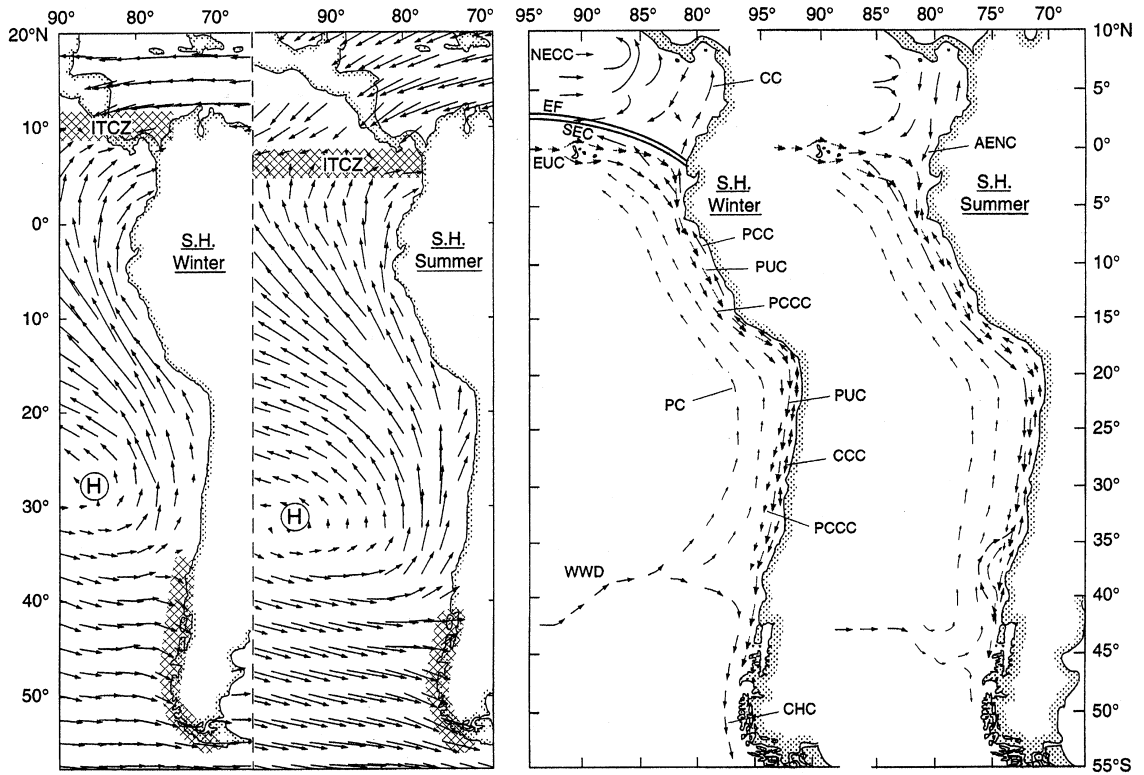 90° 80° 70° 90° 80° 70°
20°N
10°
0°
10°
20°
30°
40°
50°
ITCZ
ITCZ
S.H.
Winter
S.H.
Summer
H
H
95° 90° 85° 80° 95° 90° 85° 80° 75° 70°
10°N
5°
0°
5°
10°
15°
20°
25°
30°
35°
40°
45°
50°
55°S
NECC
CC
EF
SEC
EUC
AENC
S.H.
Winter
S.H.
Summer
PCC
PUC
PCCC
PC
PUC
CCC
PCCC
WWD
CHC